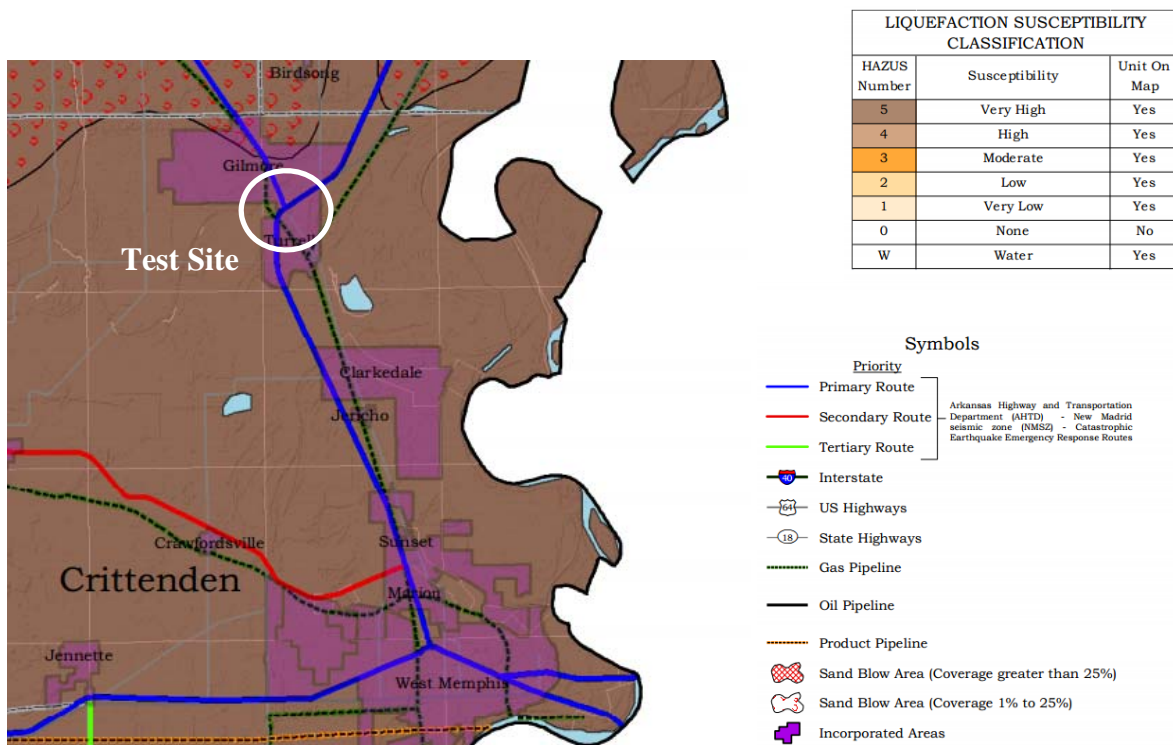 Birdsong
Gilmore
Turrell
Test Site
Clarkedale
Jericho
Crawfordsville
Sunset
Crittenden
Marion
Jennette
West Memphis
LIQUEFACTION SUSCEPTIBILITY
CLASSIFICATION
HAZUS Number Susceptibility Unit On Map
5 Very High Yes
4 High Yes
3 Moderate Yes
2 Low Yes
1 Very Low Yes
0 None No
W Water Yes
Symbols
Priority
Primary Route
Secondary Route
Tertiary Route
Arkansas Highway and Transportation
Department (AHTD) - New Madrid
seismic zone (NMSZ) - Catastrophic
Earthquake Emergency Response Routes
40 Interstate
64 US Highways
18 State Highways
Gas Pipeline
Oil Pipeline
Product Pipeline
Sand Blow Area (Coverage greater than 25%)
Sand Blow Area (Coverage 1% to 25%)
Incorporated Areas